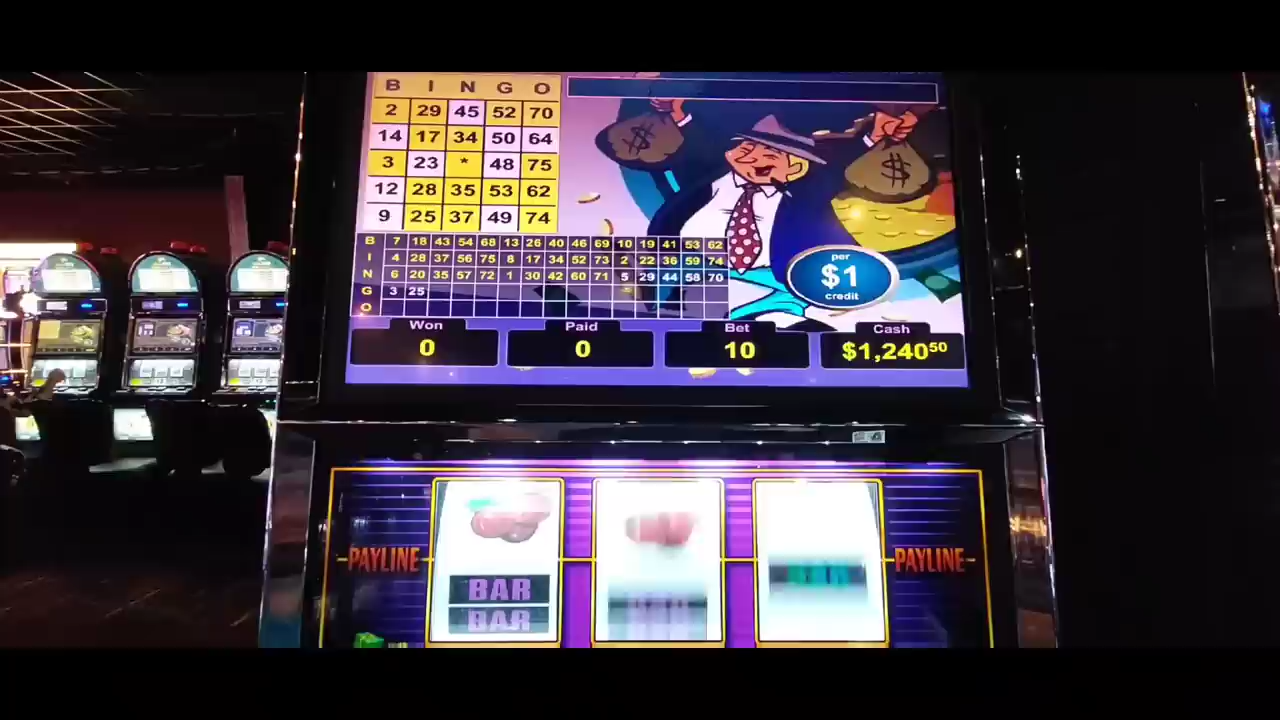 B I N G O
2 29 45 52 70
14 17 34 50 64
3 23 * 48 75
12 28 35 53 62
9 25 37 49 74
B 7 18 43 54 68 13 26 40 46 69 10 19 41 53 62
I 4 28 37 56 75 8 17 34 52 73 2 22 36 59 74
N 6 20 35 57 72 1 30 42 60 71 5 29 44 58 70
G 3 25
O
$ $
per
$1
credit
Won Paid Bet Cash
0 0 10 $1,24050
PAYLINE PAYLINE
BAR
BAR